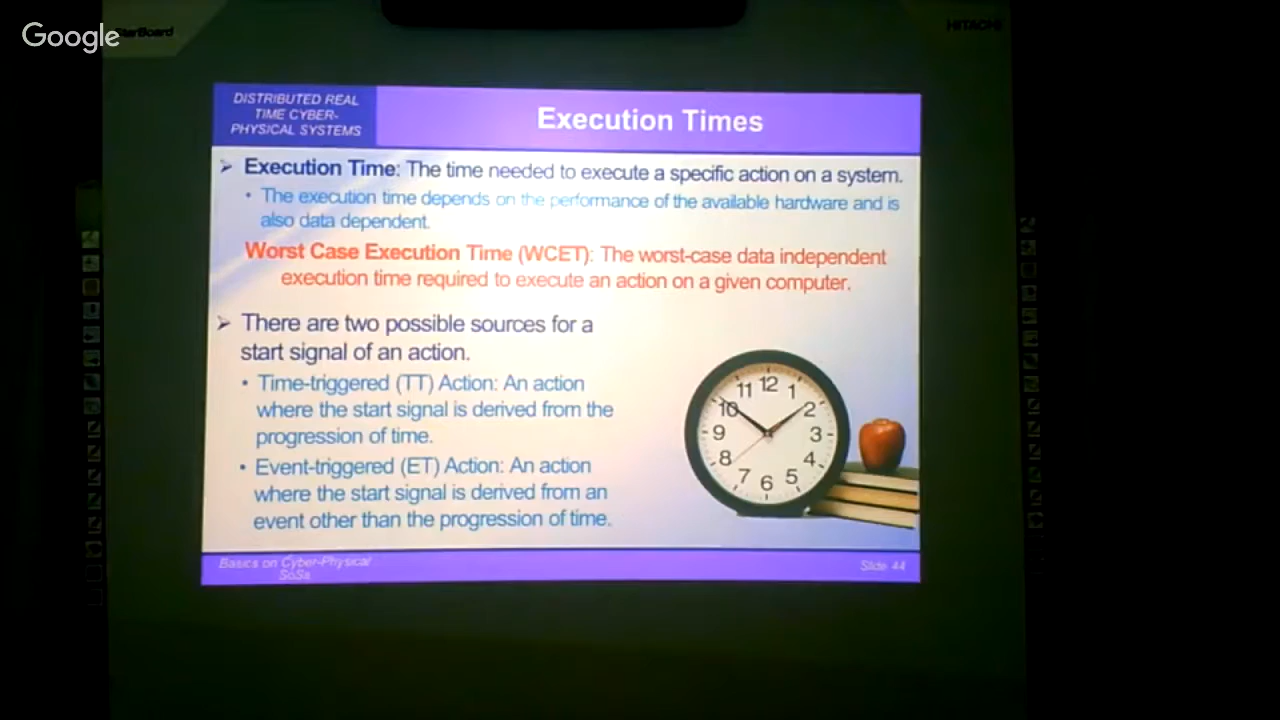 Google
StarBoard
HITACHI
DISTRIBUTED REAL
TIME CYBER-
PHYSICAL SYSTEMS
Execution Times
➢ Execution Time: The time needed to execute a specific action on a system.
• The execution time depends on the performance of the available hardware and is
also data dependent.
Worst Case Execution Time (WCET): The worst-case data independent
execution time required to execute an action on a given computer.
➢ There are two possible sources for a
start signal of an action.
• Time-triggered (TT) Action: An action
where the start signal is derived from the
progression of time.
• Event-triggered (ET) Action: An action
where the start signal is derived from an
event other than the progression of time.
11 12 1
10 2
9 3
8 4
7 6 5
Basics on Cyber-Physical
SoSs
Slide 44